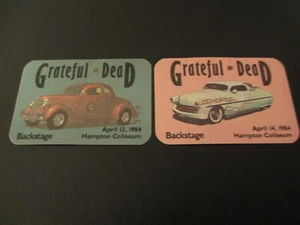 Grateful Dead
April 13, 1984
Backstage Hampton Coliseum
Grateful Dead
April 14, 1984
Backstage Hampton Coliseum